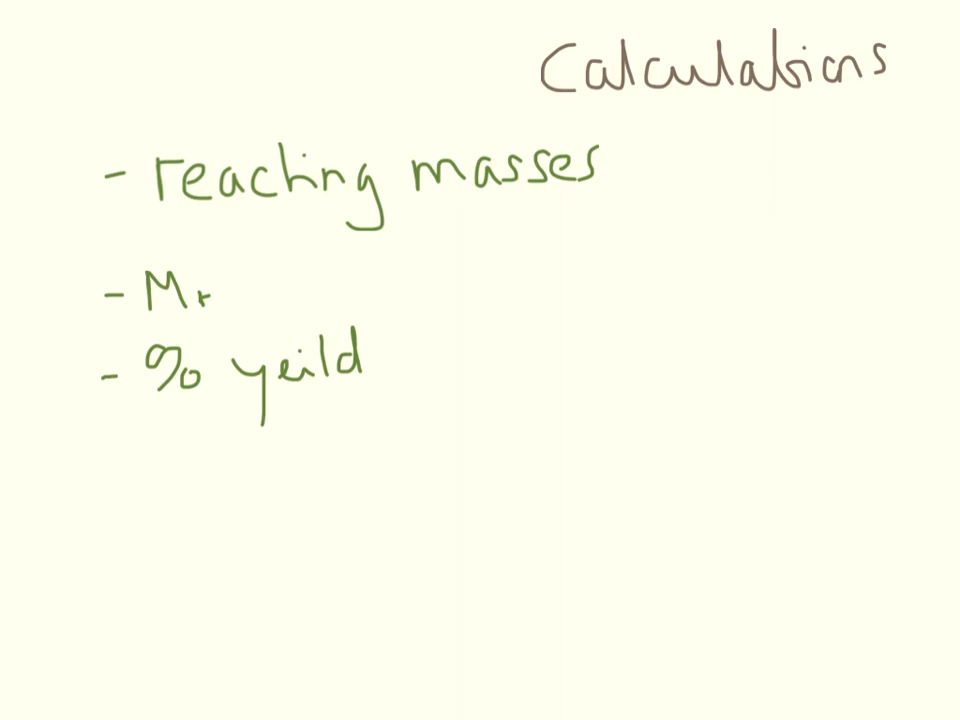 Calculations
- reacting masses
- Mr
- % yeild